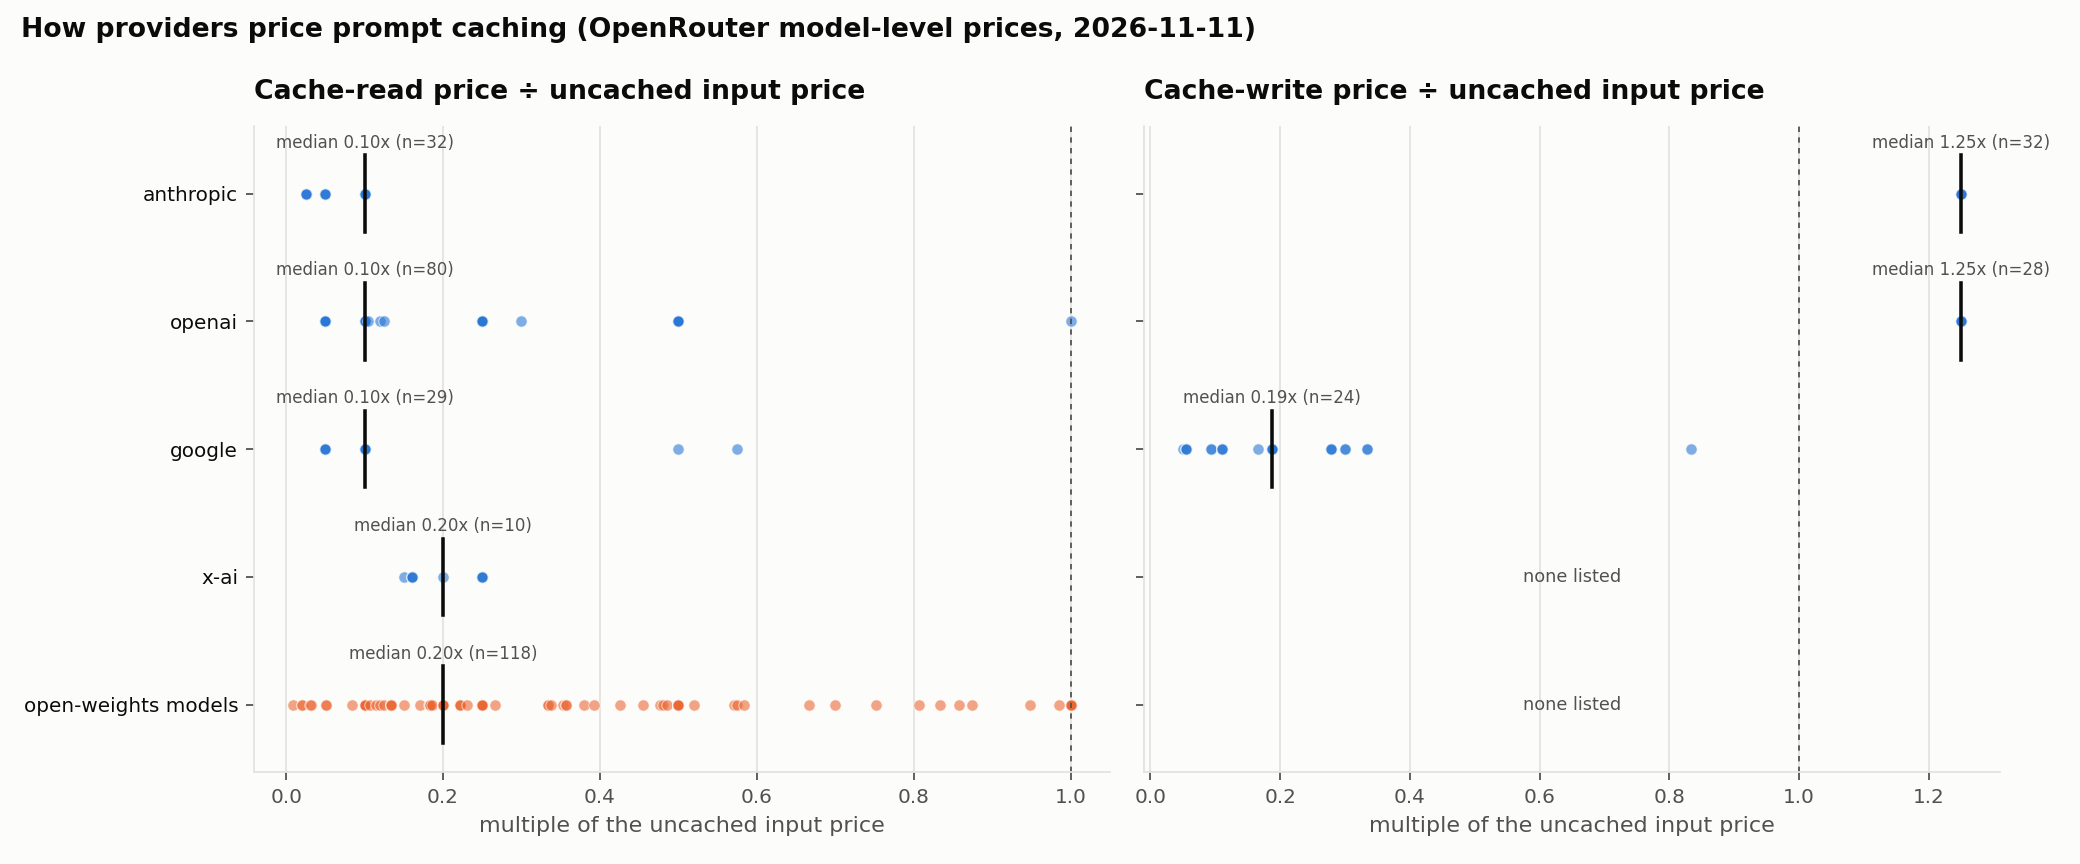 How providers price prompt caching (OpenRouter model-level prices, 2026-11-11)
Cache-read price ÷ uncached input price
median 0.10x (n=32)
anthropic
median 0.10x (n=80)
openai
median 0.10x (n=29)
google
median 0.20x (n=10)
x-ai
median 0.20x (n=118)
open-weights models
0.0 0.2 0.4 0.6 0.8 1.0
multiple of the uncached input price
Cache-write price ÷ uncached input price
median 1.25x (n=32)
median 1.25x (n=28)
median 0.19x (n=24)
none listed
none listed
0.0 0.2 0.4 0.6 0.8 1.0 1.2
multiple of the uncached input price